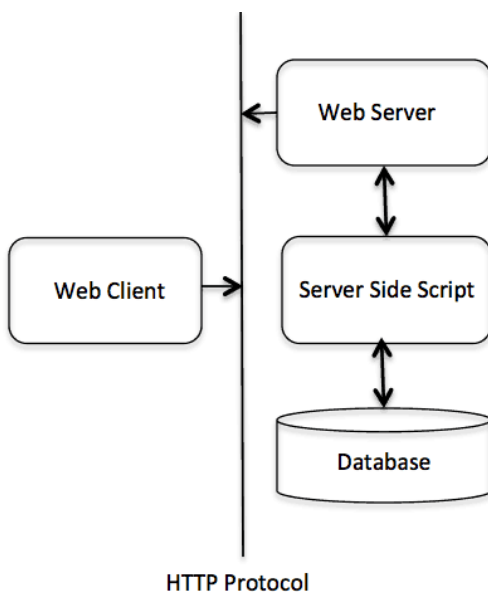 Web Server
Web Client
Server Side Script
Database
HTTP Protocol